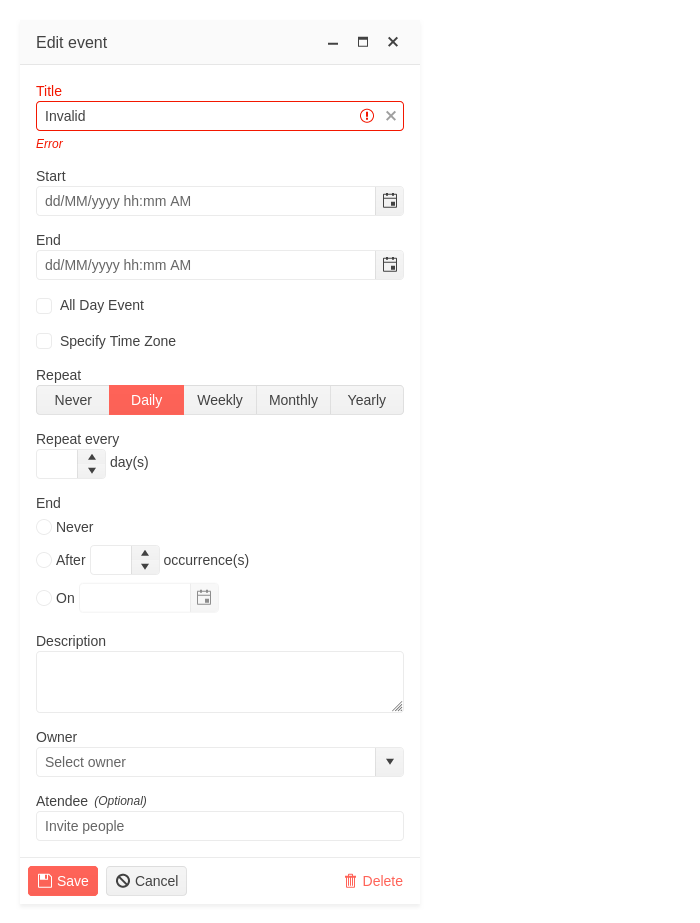 Edit event
Title
Invalid
Error
Start
dd/MM/yyyy hh:mm AM
End
dd/MM/yyyy hh:mm AM
All Day Event
Specify Time Zone
Repeat
Never Daily Weekly Monthly Yearly
Repeat every
day(s)
End
Never
After occurrence(s)
On
Description
Owner
Select owner
Atendee (Optional)
Invite people
Save Cancel Delete